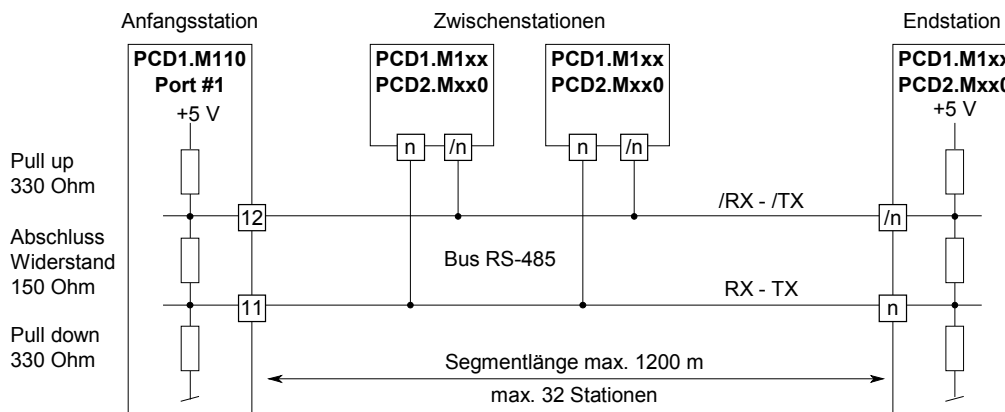 Anfangsstation
Zwischenstationen
Endstation
PCD1.M110
Port #1
+5 V
PCD1.M1xx
PCD2.Mxx0
PCD1.M1xx
PCD2.Mxx0
PCD1.M1xx
PCD2.Mxx0
+5 V
n
/n
n
/n
Pull up
330 Ohm
/RX - /TX
12
/n
Abschluss
Widerstand
150 Ohm
Bus RS-485
RX - TX
11
n
Pull down
330 Ohm
Segmentlänge max. 1200 m
max. 32 Stationen